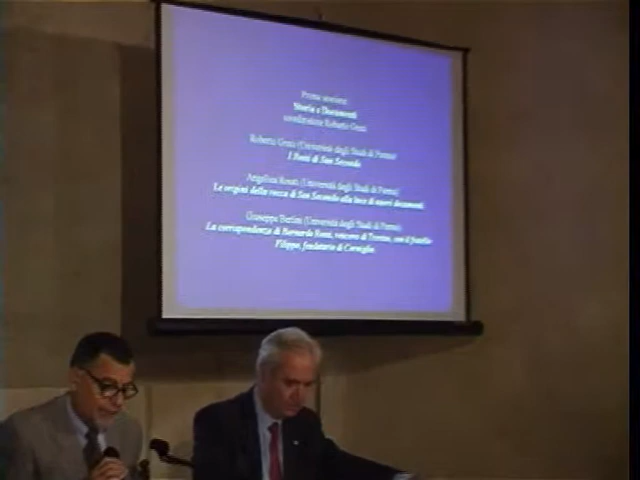 Prima sessione
Storia e Documenti
coordinatore Roberto Greci
Roberto Greci (Università degli Studi di Parma)
I Rossi di San Secondo
Angelica Rosati (Università degli Studi di Parma)
Le origini della rocca di San Secondo alla luce di nuovi documenti
Giuseppe Bertini (Università degli Studi di Parma)
La corrispondenza di Bernardo Rossi, vescovo di Treviso, con il fratello
Filippo, feudatario di Corniglio